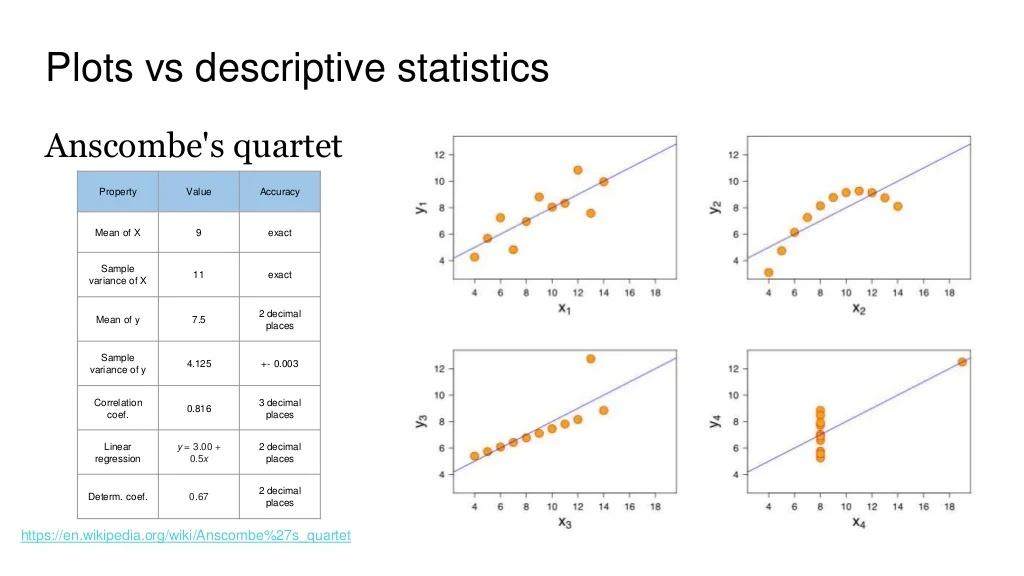 Plots vs descriptive statistics
Anscombe's quartet
Property Value Accuracy
Mean of X 9 exact
Sample
variance of X 11 exact
Mean of y 7.5 2 decimal
places
Sample
variance of y 4.125 +- 0.003
Correlation
coef. 0.816 3 decimal
places
Linear
regression y = 3.00 +
0.5x 2 decimal
places
Determ. coef. 0.67 2 decimal
places
https://en.wikipedia.org/wiki/Anscombe%27s_quartet
y1
12
10
8
6
4
4 6 8 10 12 14 16 18
x1
y2
12
10
8
6
4
4 6 8 10 12 14 16 18
x2
y3
12
10
8
6
4
4 6 8 10 12 14 16 18
x3
y4
12
10
8
6
4
4 6 8 10 12 14 16 18
x4